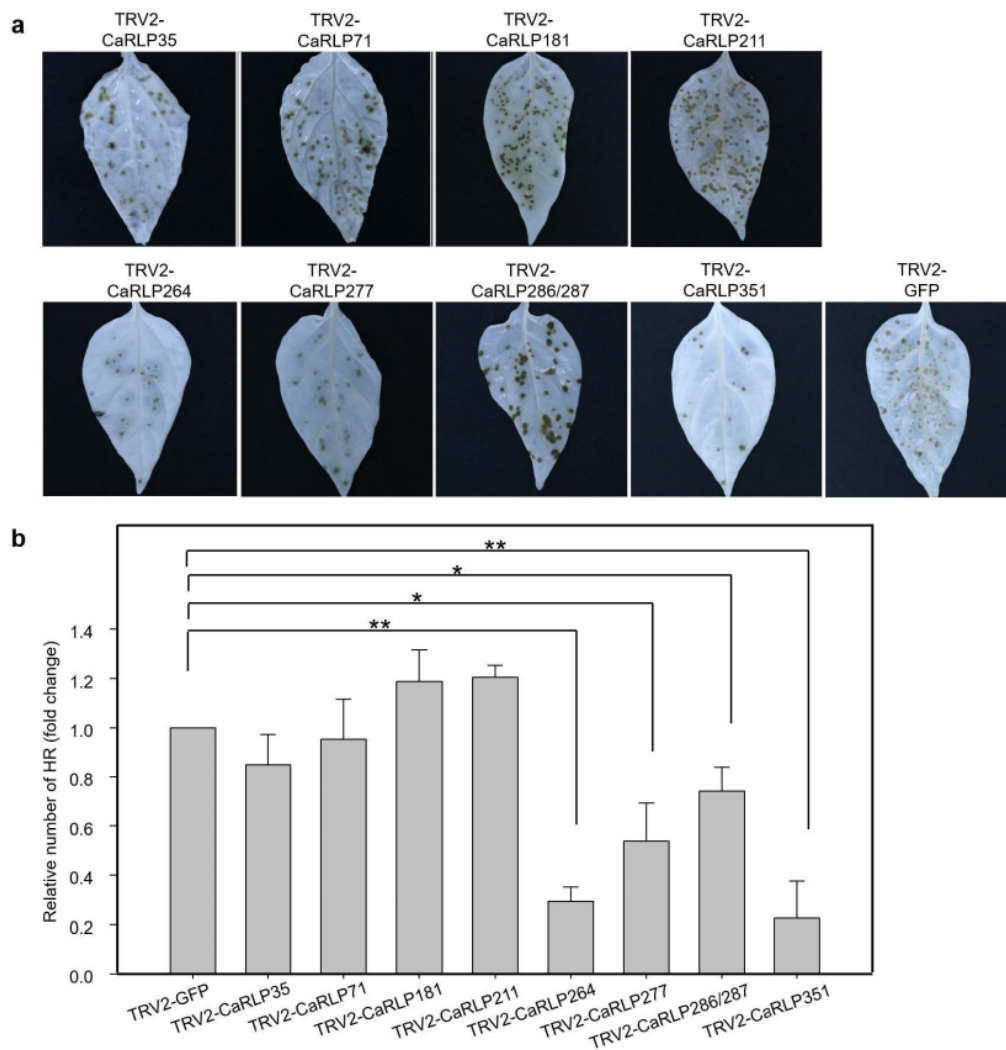 a
TRV2-
CaRLP35
TRV2-
CaRLP71
TRV2-
CaRLP181
TRV2-
CaRLP211
TRV2-
CaRLP264
TRV2-
CaRLP277
TRV2-
CaRLP286/287
TRV2-
CaRLP351
TRV2-
GFP
b
**
*
*
**
1.4
1.2
1.0
0.8
0.6
0.4
0.2
0.0
Relative number of HR (fold change)
TRV2-GFP
TRV2-CaRLP35
TRV2-CaRLP71
TRV2-CaRLP181
TRV2-CaRLP211
TRV2-CaRLP264
TRV2-CaRLP277
TRV2-CaRLP286/287
TRV2-CaRLP351